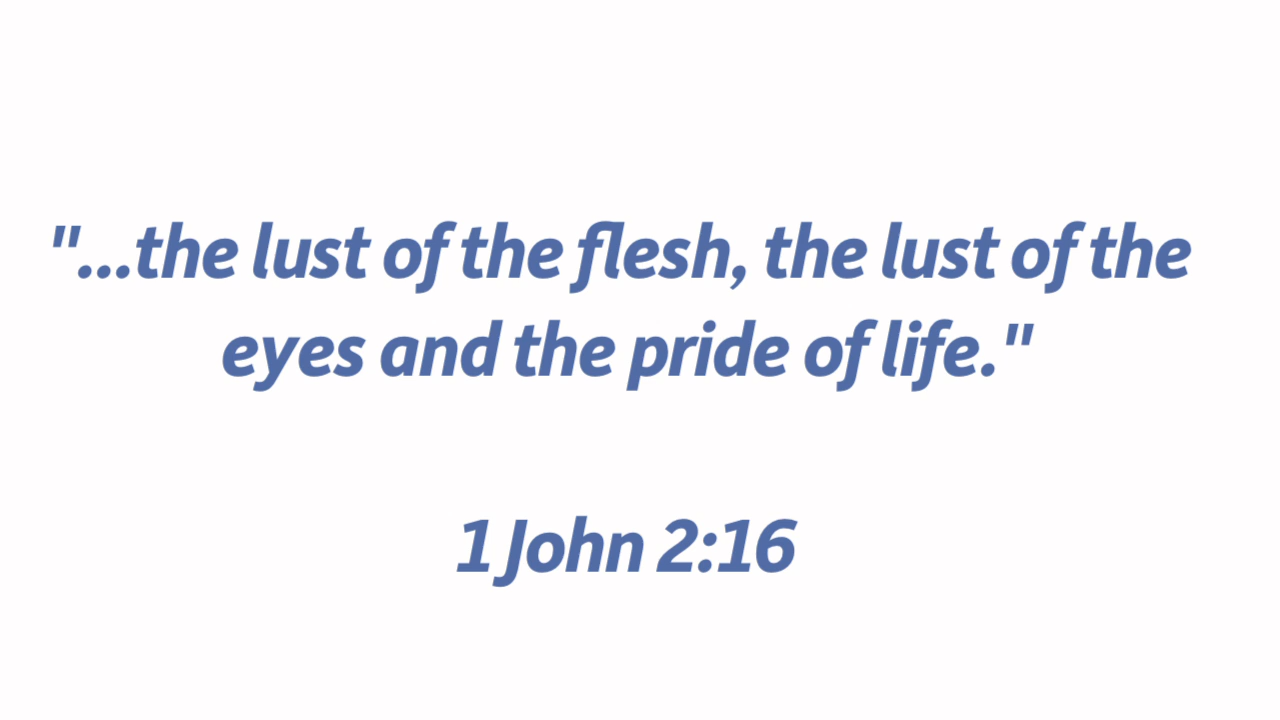 "...the lust of the flesh, the lust of the
eyes and the pride of life."
1 John 2:16